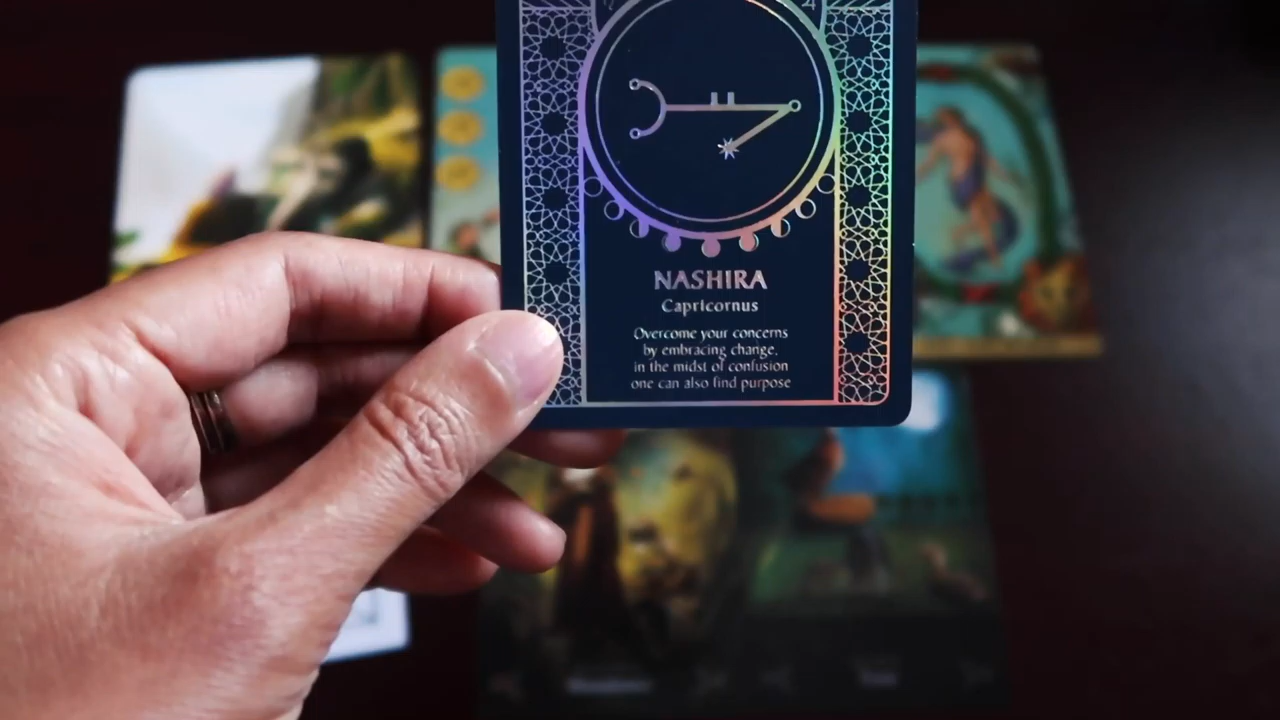 NASHIRA
Capricornus
Overcome your concerns
by embracing change,
in the midst of confusion
one can also find purpose